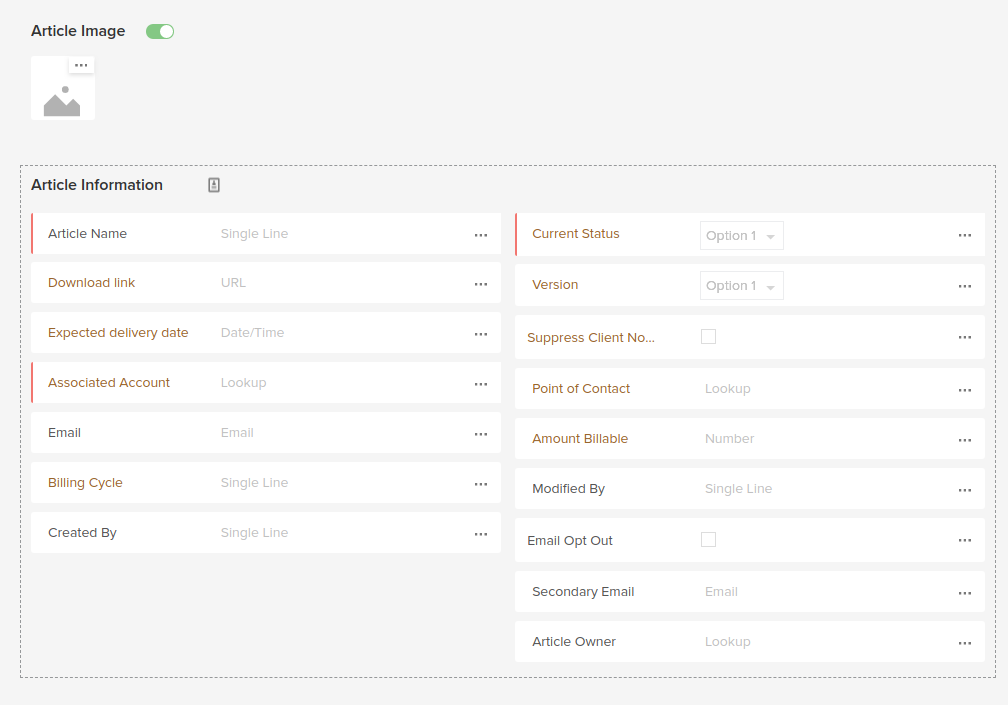 Article Image
Article Information
Article Name Single Line
Download link URL
Expected delivery date Date/Time
Associated Account Lookup
Email Email
Billing Cycle Single Line
Created By Single Line
Current Status Option 1
Version Option 1
Suppress Client No...
Point of Contact Lookup
Amount Billable Number
Modified By Single Line
Email Opt Out
Secondary Email Email
Article Owner Lookup